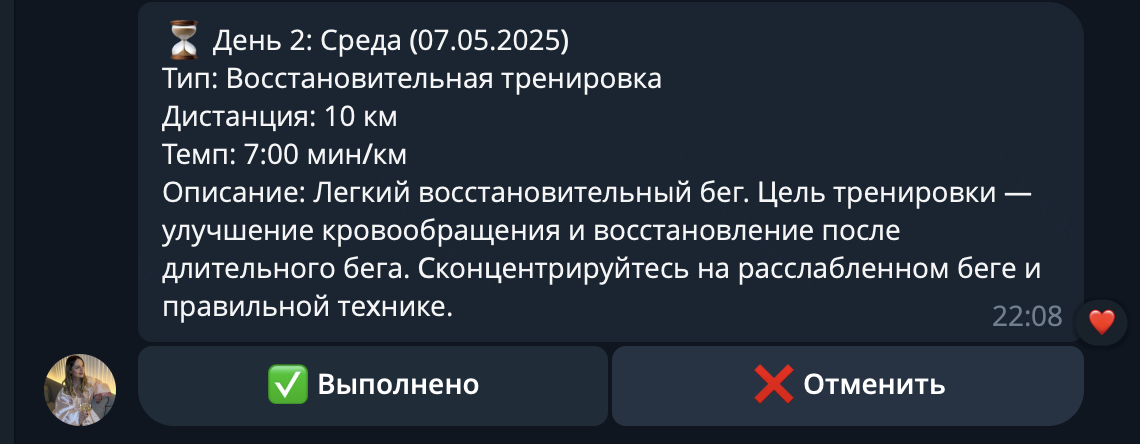 ⏳ День 2: Среда (07.05.2025)
Тип: Восстановительная тренировка
Дистанция: 10 км
Темп: 7:00 мин/км
Описание: Легкий восстановительный бег. Цель тренировки —
улучшение кровообращения и восстановление после
длительного бега. Сконцентрируйтесь на расслабленном беге и
правильной технике.
22:08
✅ Выполнено
❌ Отменить